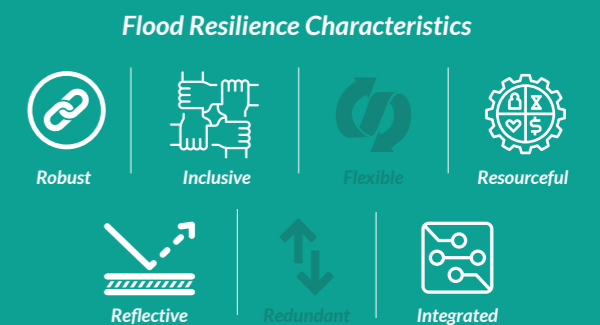 Flood Resilience Characteristics
Robust Inclusive Flexible Resourceful
Reflective Redundant Integrated